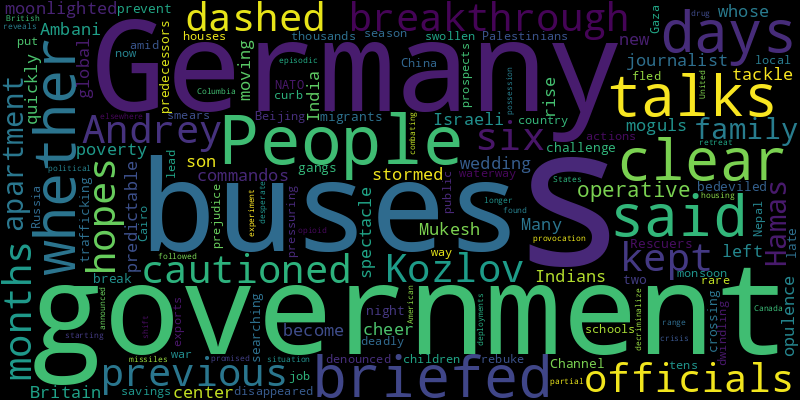 moonlighted prevent
British
reveals
Ambani
put
quickly
now
global
amid
houses
dashed
thousands
season
breakthrough
swollen
Palestinians
Gaza
new
days
whose
journalist
local
tackle
drug
predecessors
Germany
episodic
moving
Columbia
NATO
curb
India
China
prospects
possession
rise
fled
talks
United
elsewhere
smears
Beijing
migrants
combating
Israeli
country
moguls
family
actions
retreat
whether
apartment
Andrey
People
six
challenge
clear
bedeviled
poverty
political
son
lead
gangs
stormed
wedding
waterway
operative
States
housing
commandos
buses
S
public
longer
found
Russia
trafficking
hopes
predictable
Cairo
prejudice
experiment
desperate
pressuring
opioid
spectacle
Mukesh
Many
way
provocation
said
Rescuers
left
Nepal
Hamas
late
months
break
followed
cautioned
Kozlov
Indians
kept
two
monsoon
rare
crossing
opulence
government
announced
starting
shift
exports
searching
night
become
cheer
deadly
American
deployments
denounced
children
rebuke
schools
decriminalize
range
crisis
dwindling
Canada
missiles
promised
war
situation
Channel
tens
Britain
previous
savings
center
job
disappeared
briefed
partial
officials